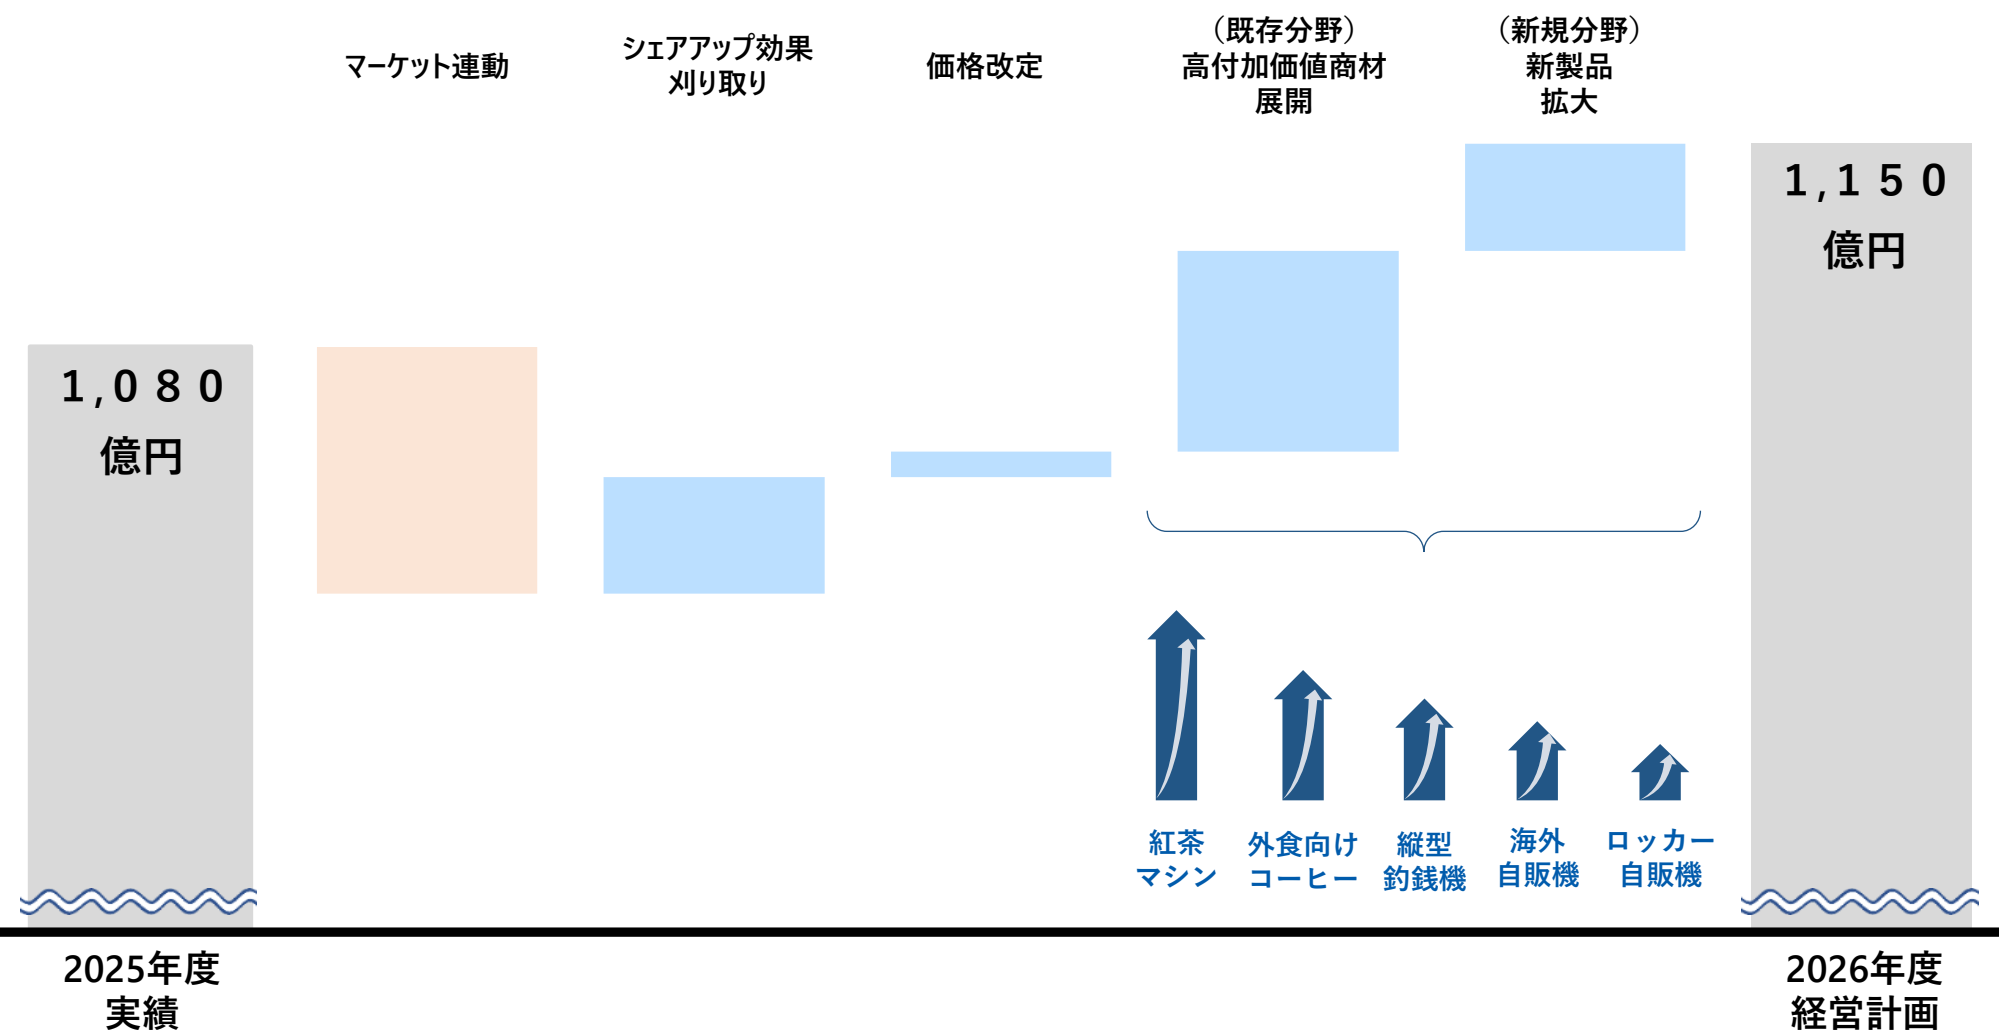 マーケット連動
シェアアップ効果
刈り取り
価格改定
（既存分野）
高付加価値商材
展開
（新規分野）
新製品
拡大
１,０８０
億円
１,１５０
億円
紅茶
マシン
外食向け
コーヒー
縦型
釣銭機
海外
自販機
ロッカー
自販機
2025年度
実績
2026年度
経営計画